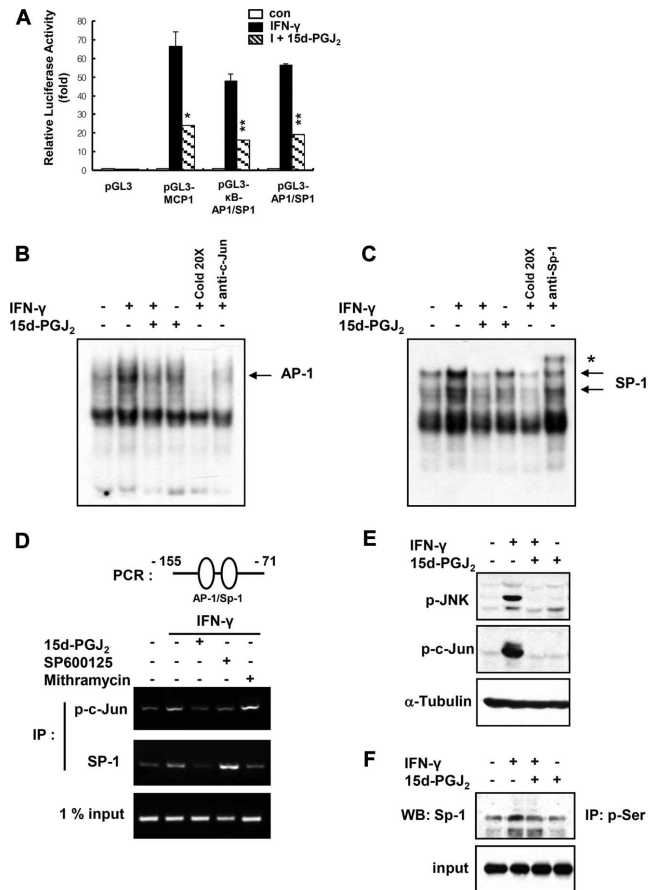 A
con
IFN-γ
I + 15d-PGJ2
Relative Luciferase Activity
(fold)
80
70
60
50
40
30
20
10
0
*
**
**
pGL3
pGL3-
MCP1
pGL3-
κB-
AP1/SP1
pGL3-
AP1/SP1
B
Cold 20X
anti-c-Jun
IFN-γ - + + - + +
15d-PGJ2 - - + +
AP-1
C
Cold 20X
anti-Sp-1
IFN-γ - + + - + +
15d-PGJ2 - - + +
*
SP-1
D
- 155 - 71
PCR :
AP-1/Sp-1
IFN-γ
15d-PGJ2 - - + - -
SP600125 - - - + -
Mithramycin - - - - +
IP :
p-c-Jun
SP-1
1 % input
E
IFN-γ - + + -
15d-PGJ2 - - + +
p-JNK
p-c-Jun
α-Tubulin
F
IFN-γ - + + -
15d-PGJ2 - - + +
WB: Sp-1 IP: p-Ser
input